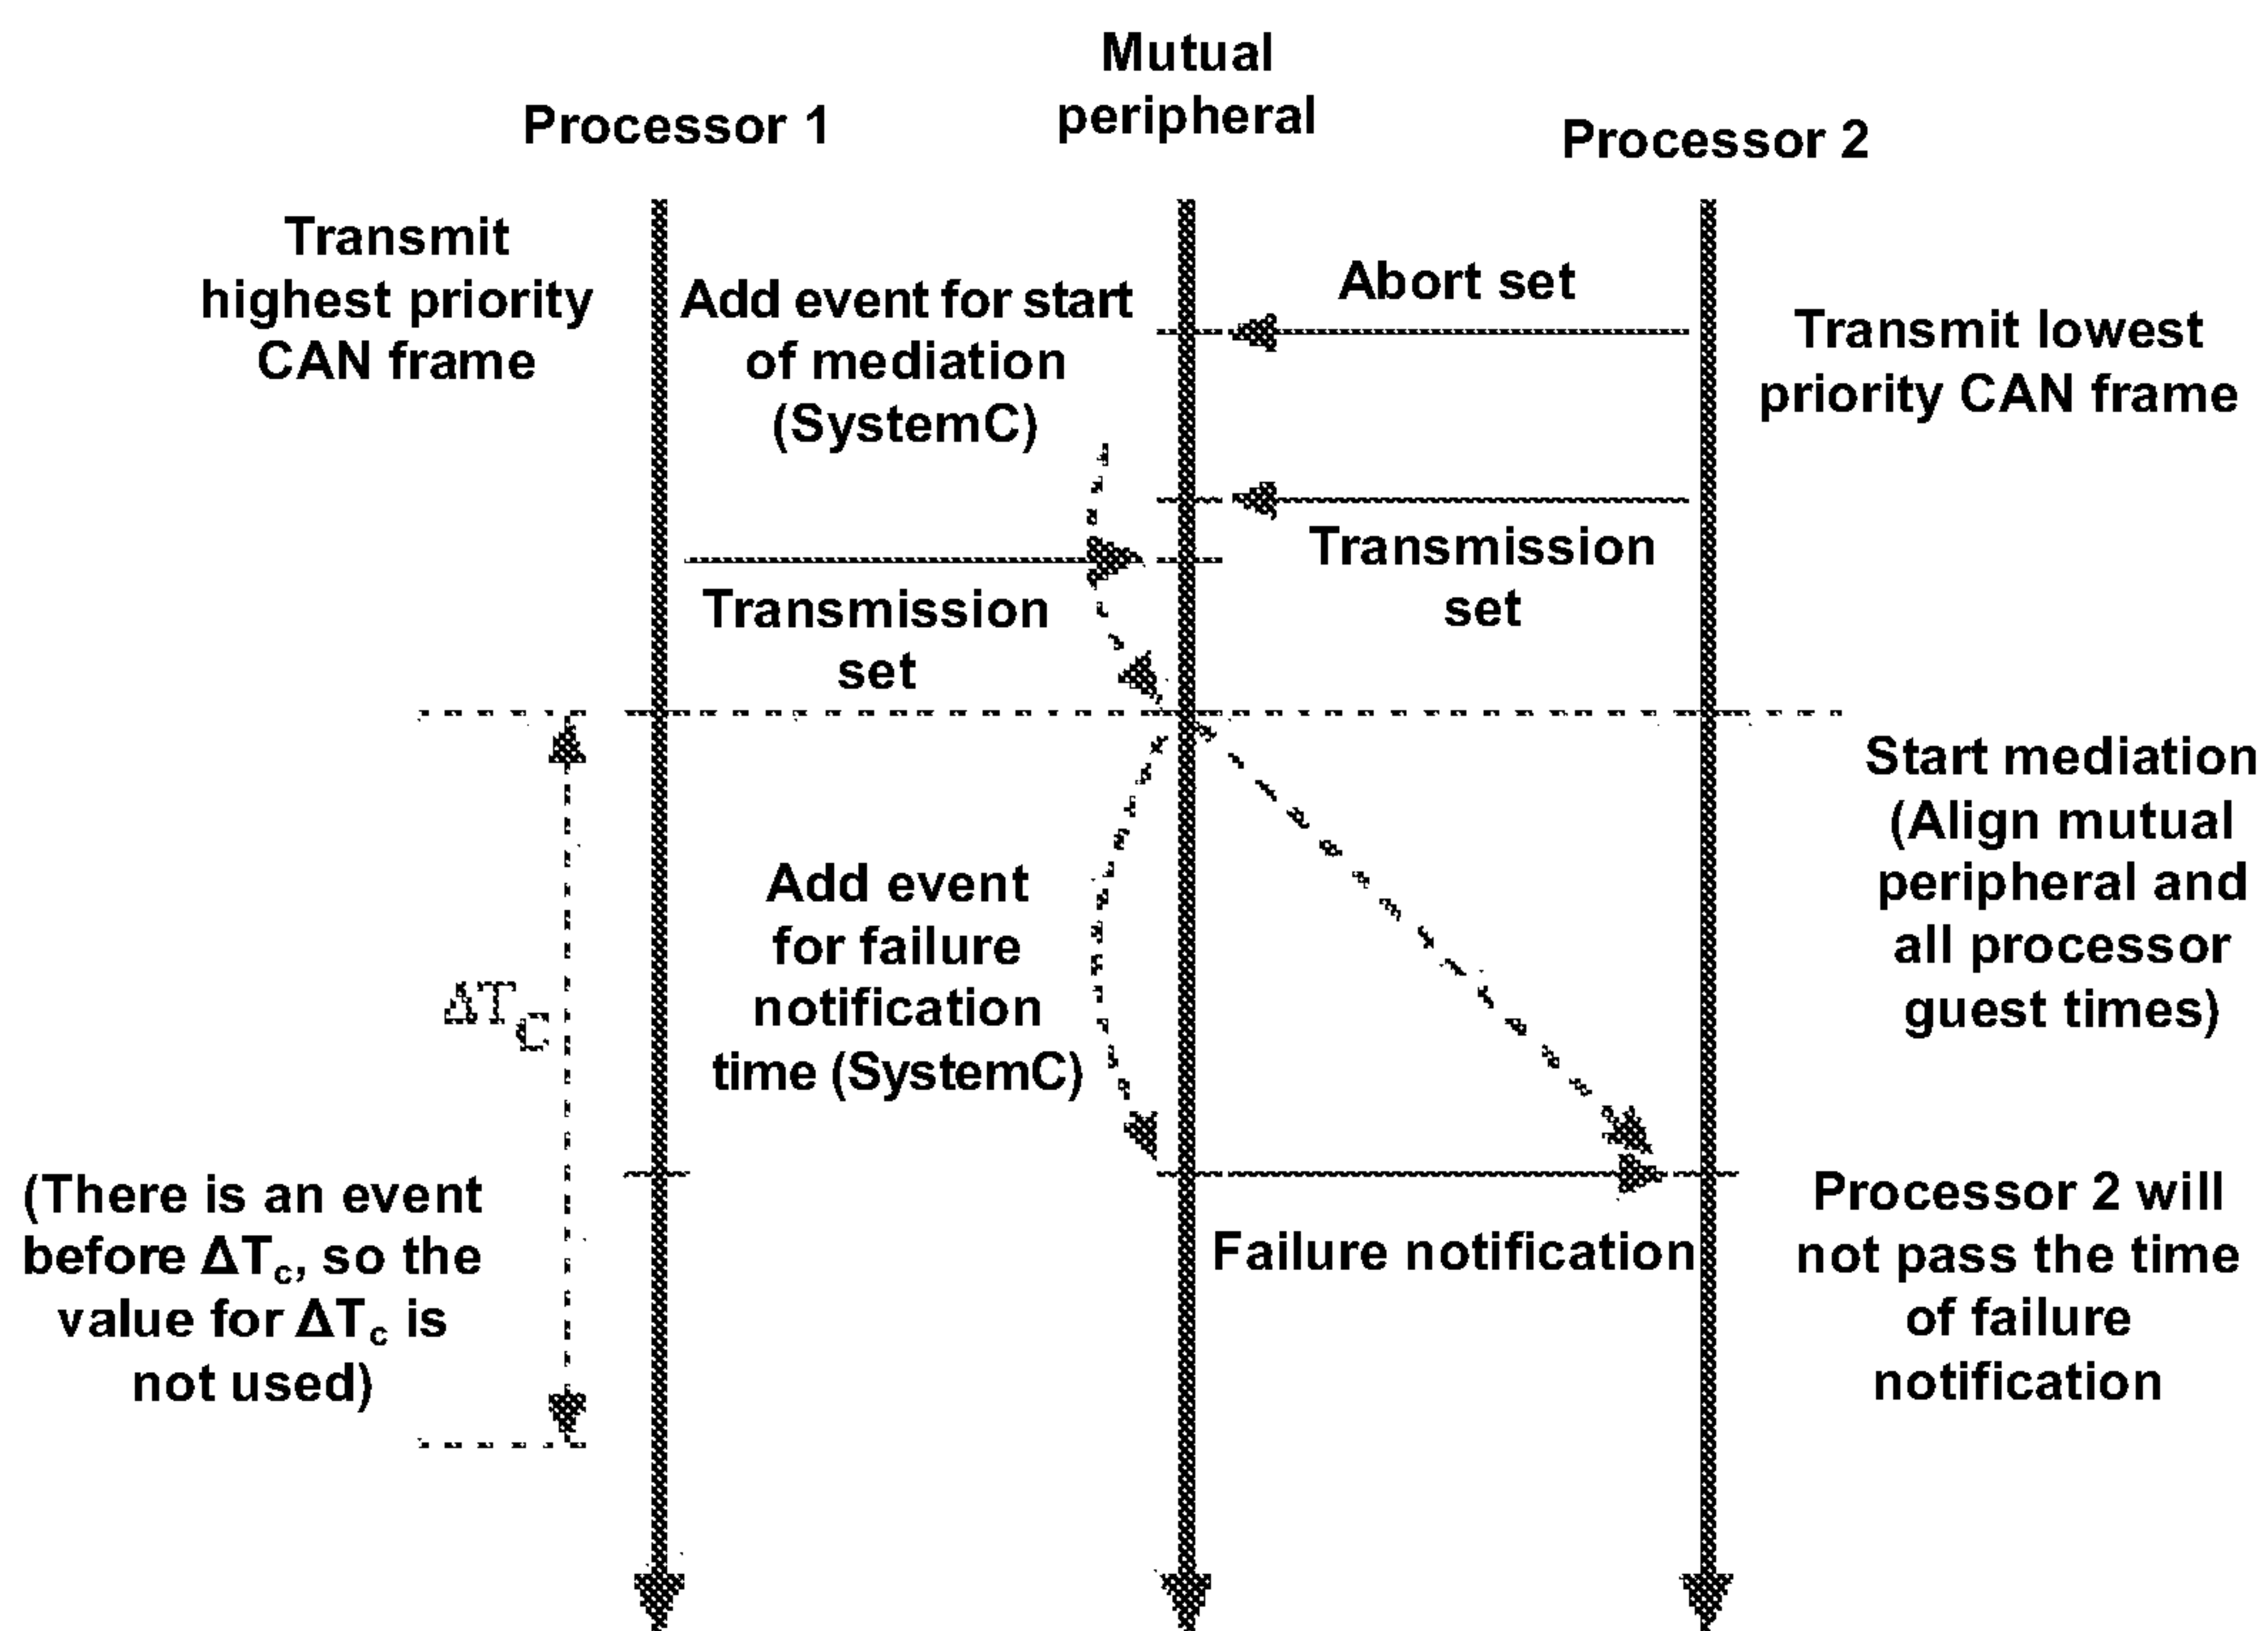 Mutual
peripheral
Processor 1
Processor 2
Transmit
highest priority
CAN frame
Add event for start
of mediation
(SystemC)
Abort set
Transmit lowest
priority CAN frame
Transmission
set
Transmission
set
Start mediation
(Align mutual
peripheral and
all processor
guest times)
Add event
for failure
notification
time (SystemC)
ΔTc
(There is an event
before ΔTc, so the
value for ΔTc is
not used)
Failure notification
Processor 2 will
not pass the time
of failure
notification